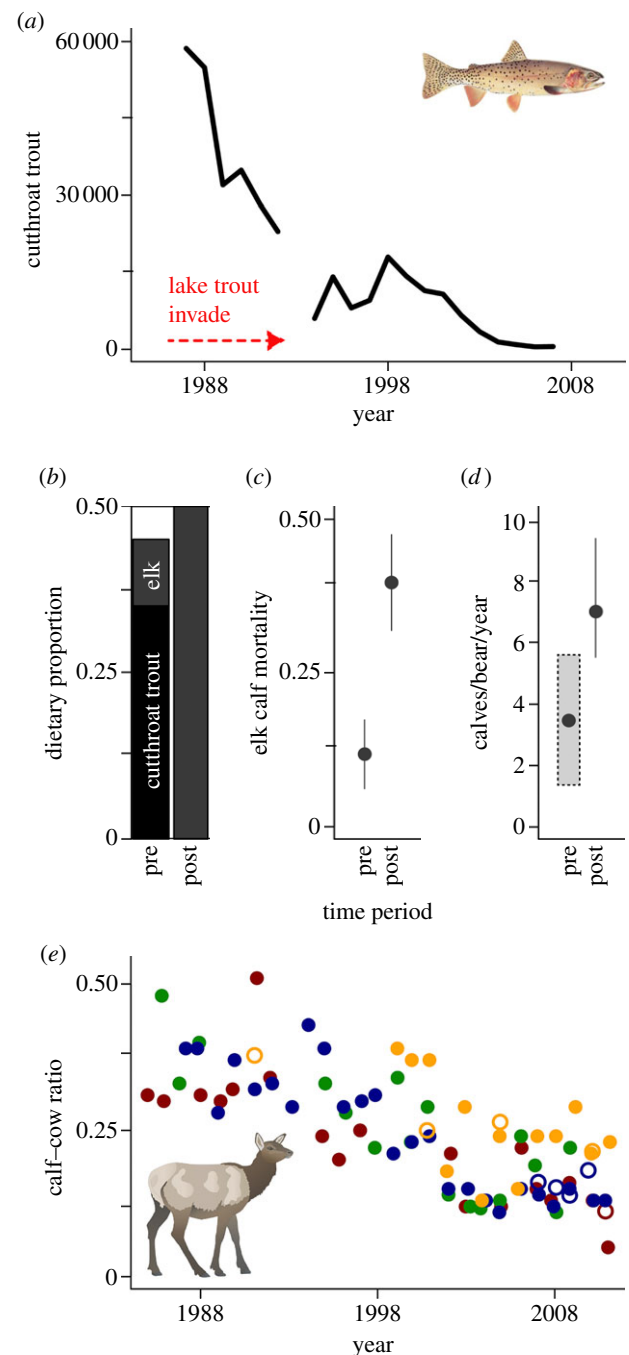 (a)
60 000
30 000
0
cutthroat trout
lake trout
invade
1988
1998
2008
year
(b)
0.50
0.25
0
dietary proportion
elk
cutthroat trout
pre
post
(c)
0.50
0.25
0
elk calf mortality
pre
post
(d)
10
8
6
4
2
0
calves/bear/year
pre
post
time period
(e)
0.50
0.25
0
calf–cow ratio
1988
1998
2008
year